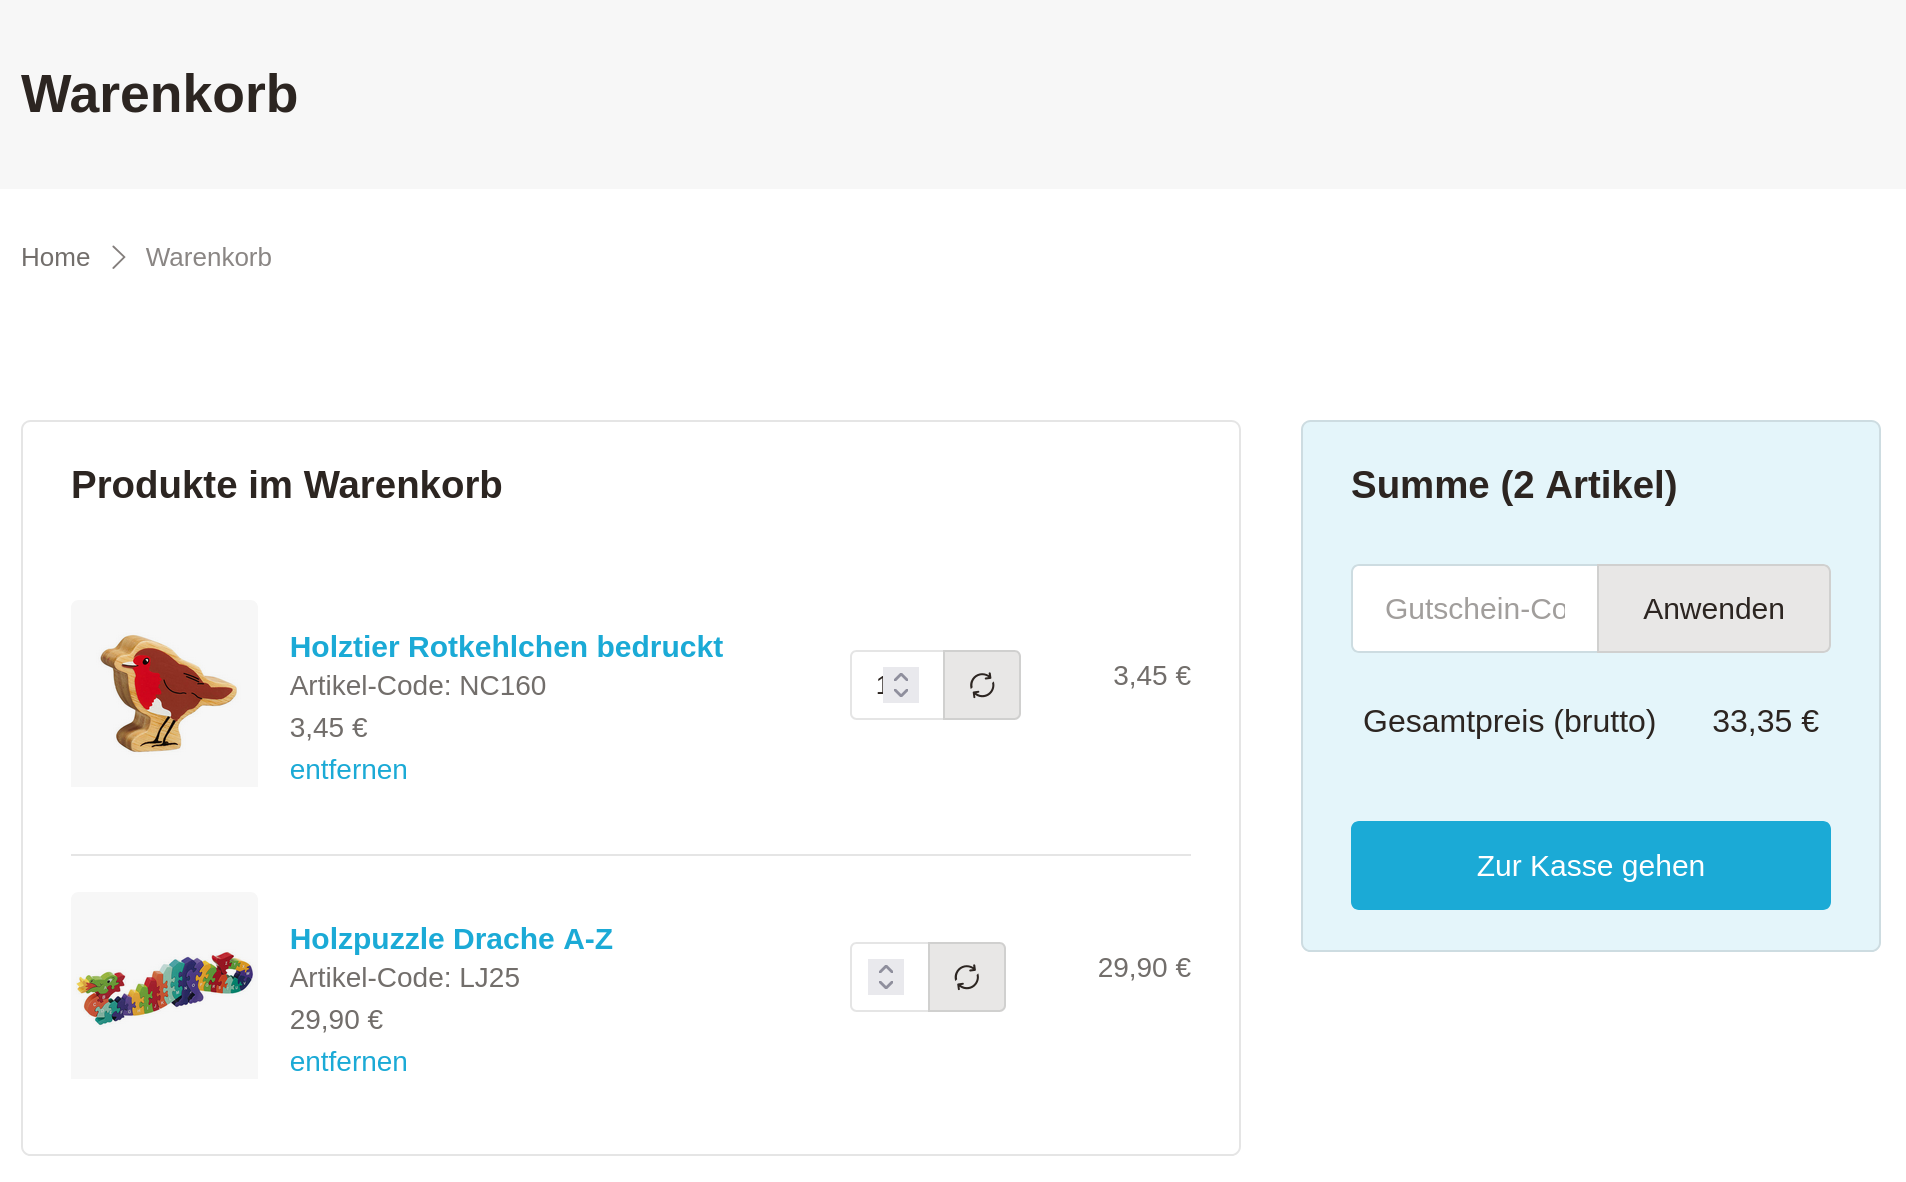 Warenkorb
Home
Warenkorb
Produkte im Warenkorb
Holztier Rotkehlchen bedruckt
Artikel-Code: NC160
3,45 €
entfernen
1
3,45 €
Holzpuzzle Drache A-Z
Artikel-Code: LJ25
29,90 €
entfernen
29,90 €
Summe (2 Artikel)
Gutschein-Co
Anwenden
Gesamtpreis (brutto) 33,35 €
Zur Kasse gehen